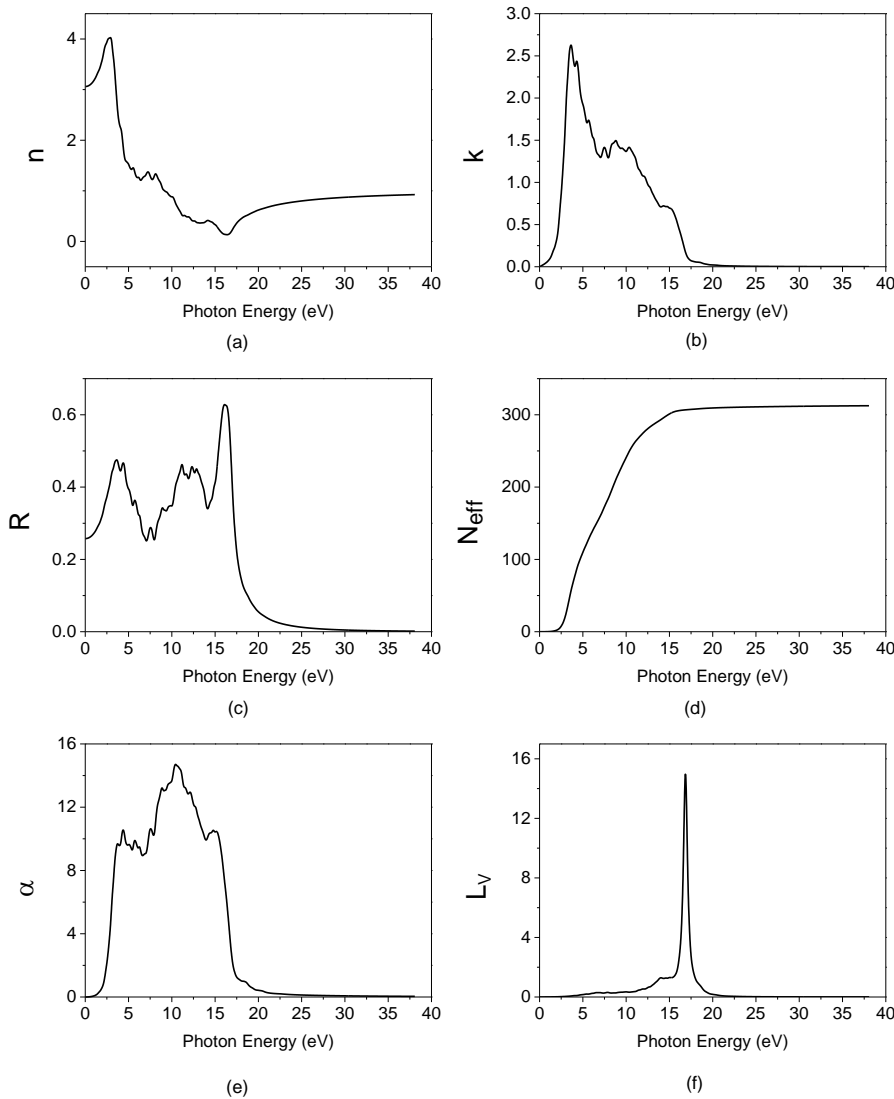 4
2
0
n
0 5 10 15 20 25 30 35 40
Photon Energy (eV)
(a)
3.0
2.5
2.0
1.5
1.0
0.5
0.0
k
0 5 10 15 20 25 30 35 40
Photon Energy (eV)
(b)
0.6
0.4
0.2
0.0
R
0 5 10 15 20 25 30 35 40
Photon Energy (eV)
(c)
300
200
100
0
Neff
0 5 10 15 20 25 30 35 40
Photon Energy (eV)
(d)
16
12
8
4
0
α
0 5 10 15 20 25 30 35 40
Photon Energy (eV)
(e)
16
12
8
4
0
LV
0 5 10 15 20 25 30 35 40
Photon Energy (eV)
(f)